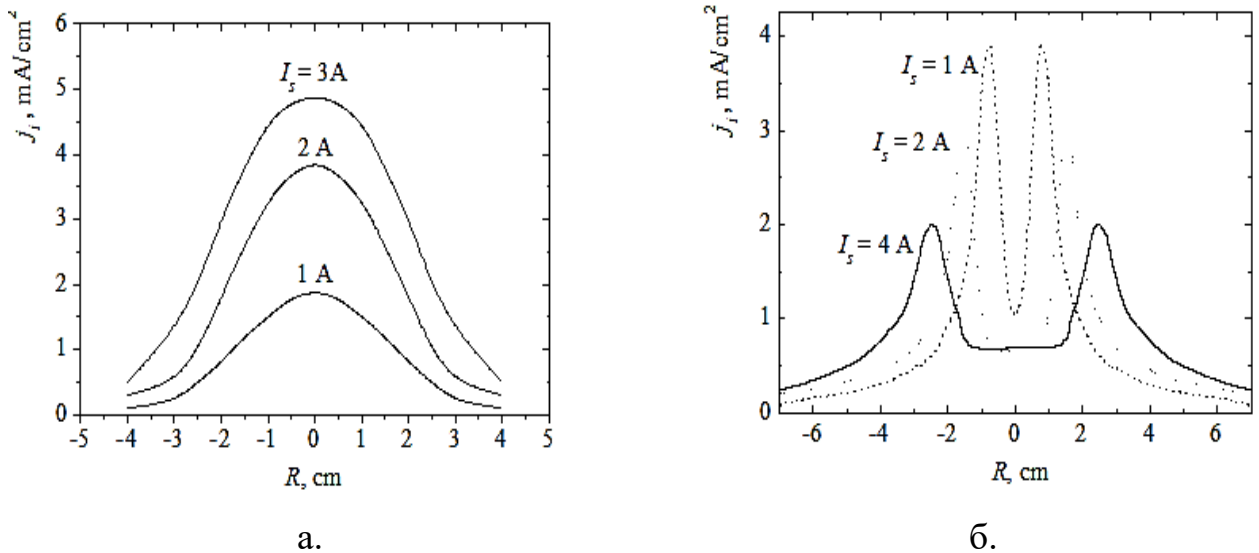 6
5
4
3
2
1
0
j_i, mA/cm²
I_s = 3A
2 A
1 A
-5 -4 -3 -2 -1 0 1 2 3 4 5
R, cm
а.
4
3
2
1
0
j_i, mA/cm²
I_s = 1 A
I_s = 2 A
I_s = 4 A
-6 -4 -2 0 2 4 6
R, cm
б.